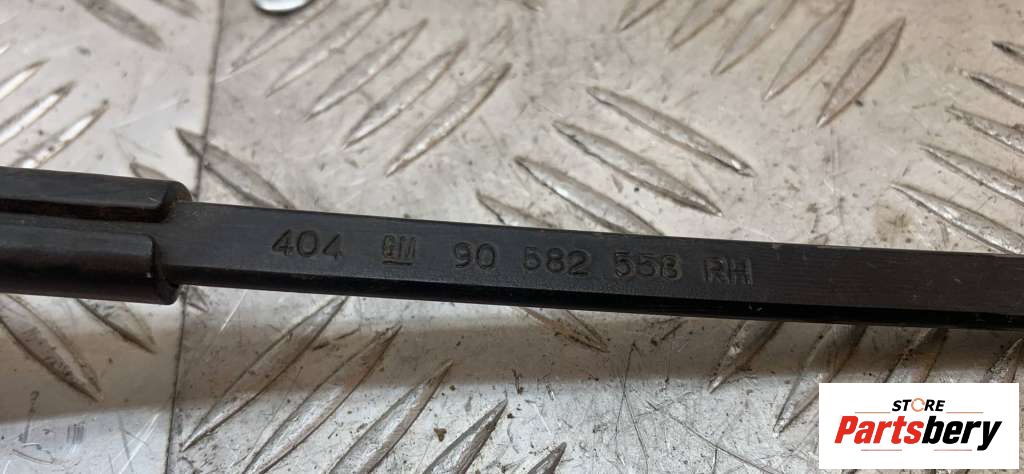 404 GM 90 582 558 RH
STORE
Partsbery